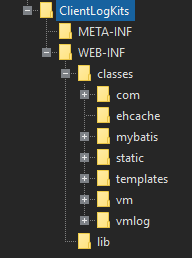 ClientLogKits
META-INF
WEB-INF
classes
com
ehcache
mybatis
static
templates
vm
vmlog
lib